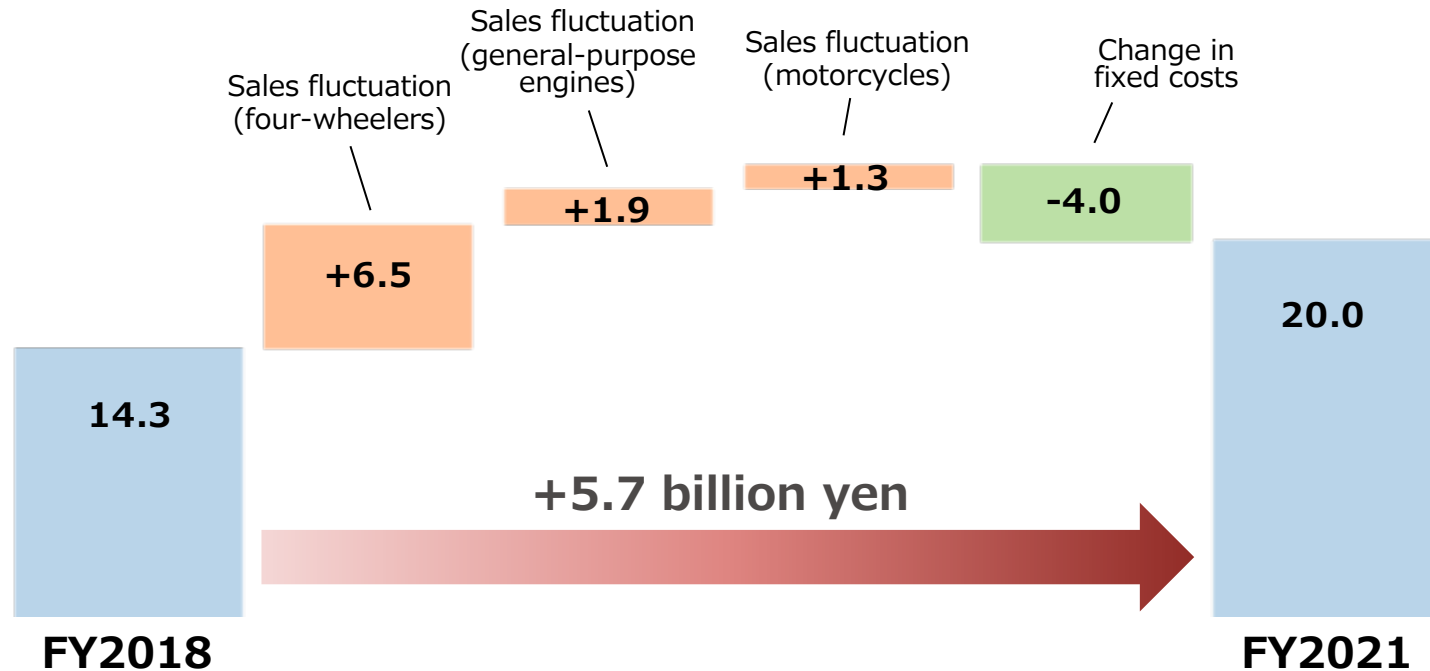 Sales fluctuation
(four-wheelers)
Sales fluctuation
(general-purpose
engines)
Sales fluctuation
(motorcycles)
Change in
fixed costs
14.3
+6.5
+1.9
+1.3
-4.0
20.0
+5.7 billion yen
FY2018
FY2021